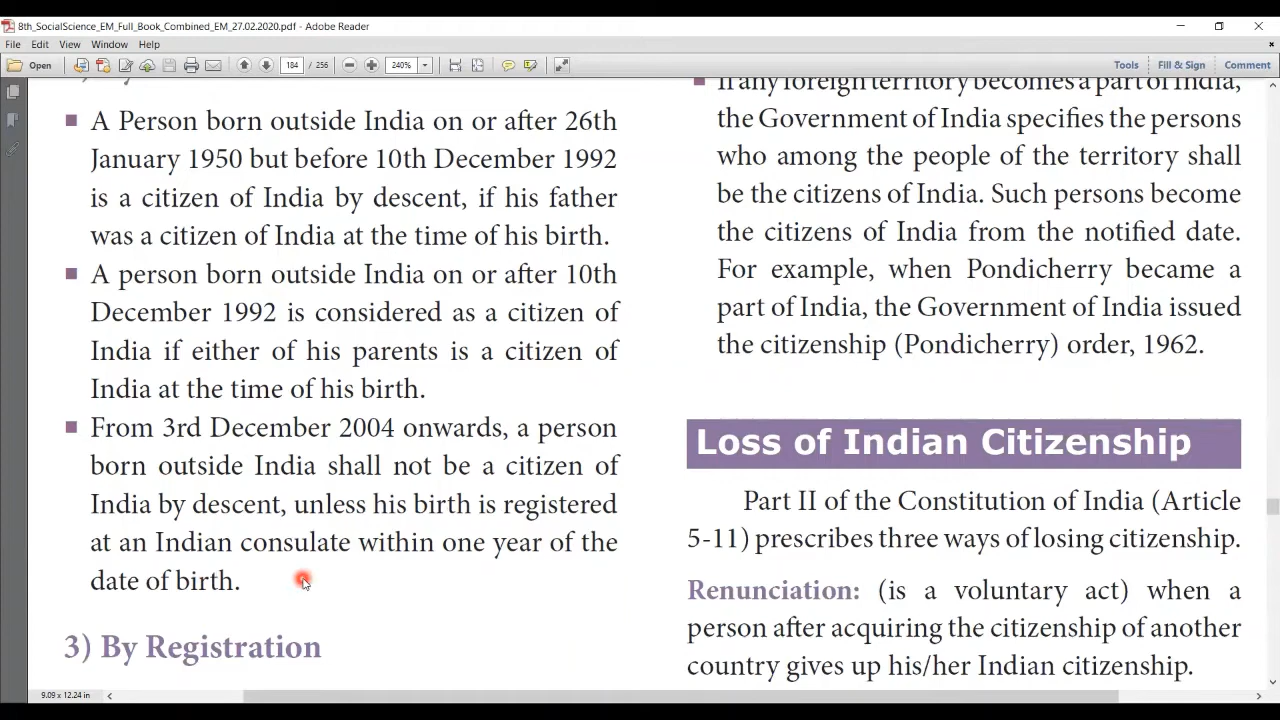 8th_SocialScience_EM_Full_Book_Combined_EM_27.02.2020.pdf - Adobe Reader
File Edit View Window Help
Open 184 / 256 240% Tools Fill & Sign Comment
A Person born outside India on or after 26th
January 1950 but before 10th December 1992
is a citizen of India by descent, if his father
was a citizen of India at the time of his birth.
A person born outside India on or after 10th
December 1992 is considered as a citizen of
India if either of his parents is a citizen of
India at the time of his birth.
From 3rd December 2004 onwards, a person
born outside India shall not be a citizen of
India by descent, unless his birth is registered
at an Indian consulate within one year of the
date of birth.
3) By Registration
If any foreign territory becomes a part of India,
the Government of India specifies the persons
who among the people of the territory shall
be the citizens of India. Such persons become
the citizens of India from the notified date.
For example, when Pondicherry became a
part of India, the Government of India issued
the citizenship (Pondicherry) order, 1962.
Loss of Indian Citizenship
Part II of the Constitution of India (Article
5-11) prescribes three ways of losing citizenship.
Renunciation: (is a voluntary act) when a
person after acquiring the citizenship of another
country gives up his/her Indian citizenship.
9.09 x 12.24 in